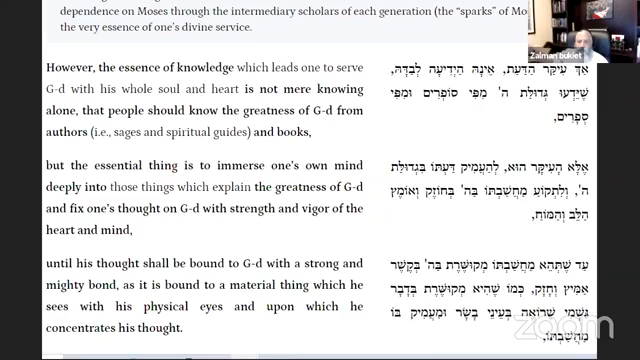 dependence on Moses through the intermediary scholars of each generation (the “sparks” of Mos
the very essence of one’s divine service.
Zalman bukiet
However, the essence of knowledge which leads one to serve
G-d with his whole soul and heart is not mere knowing
alone, that people should know the greatness of G-d from
authors (i.e., sages and spiritual guides) and books,
אַךְ עִיקַּר הַדַּעַת, אֵינָהּ הַיְדִיעָה לְבַדָּהּ,
שֶׁיֵּדְעוּ גְּדוּלַּת ה' מִפִּי סוֹפְרִים וּמִפִּי
סְפָרִים,
but the essential thing is to immerse one’s own mind
deeply into those things which explain the greatness of G-d
and fix one’s thought on G-d with strength and vigor of the
heart and mind,
אֶלָּא הָעִיקָּר הוּא, לְהַעֲמִיק דַּעְתּוֹ בִּגְדוּלַּת
ה', וְלִתְקוֹעַ מַחֲשַׁבְתּוֹ בַּה' בְּחוֹזֶק וְאוֹמֶץ
הַלֵּב וְהַמּוֹחַ,
until his thought shall be bound to G-d with a strong and
mighty bond, as it is bound to a material thing which he
sees with his physical eyes and upon which he
concentrates his thought.
עַד שֶׁתְּהֵא מַחֲשַׁבְתּוֹ מְקוּשֶּׁרֶת בַּה' בְּקֶשֶׁר
אַמִּיץ וְחָזָק, כְּמוֹ שֶׁהִיא מְקוּשֶּׁרֶת בְּדָבָר
גַּשְׁמִי שֶׁרוֹאֶה בְּעֵינֵי בָשָׂר וּמַעֲמִיק בּוֹ
מַחֲשַׁבְתּוֹ,
zoom